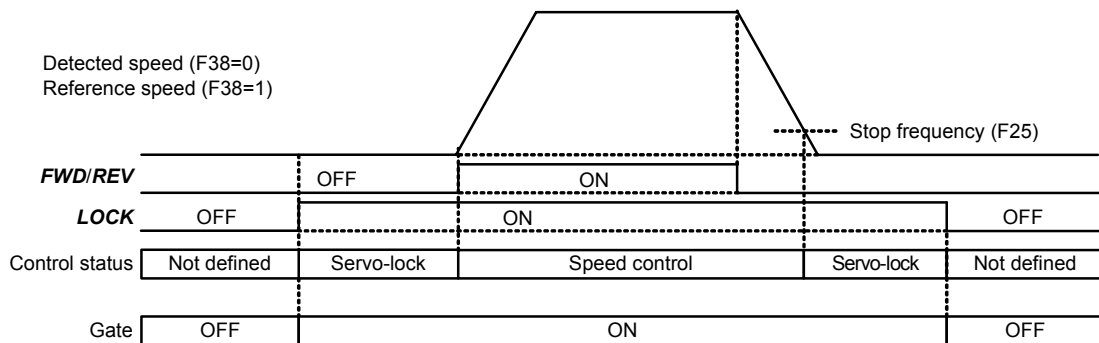 Detected speed (F38=0)
Reference speed (F38=1)
Stop frequency (F25)
FWD/REV OFF ON
LOCK OFF ON OFF
Control status Not defined Servo-lock Speed control Servo-lock Not defined
Gate OFF ON OFF